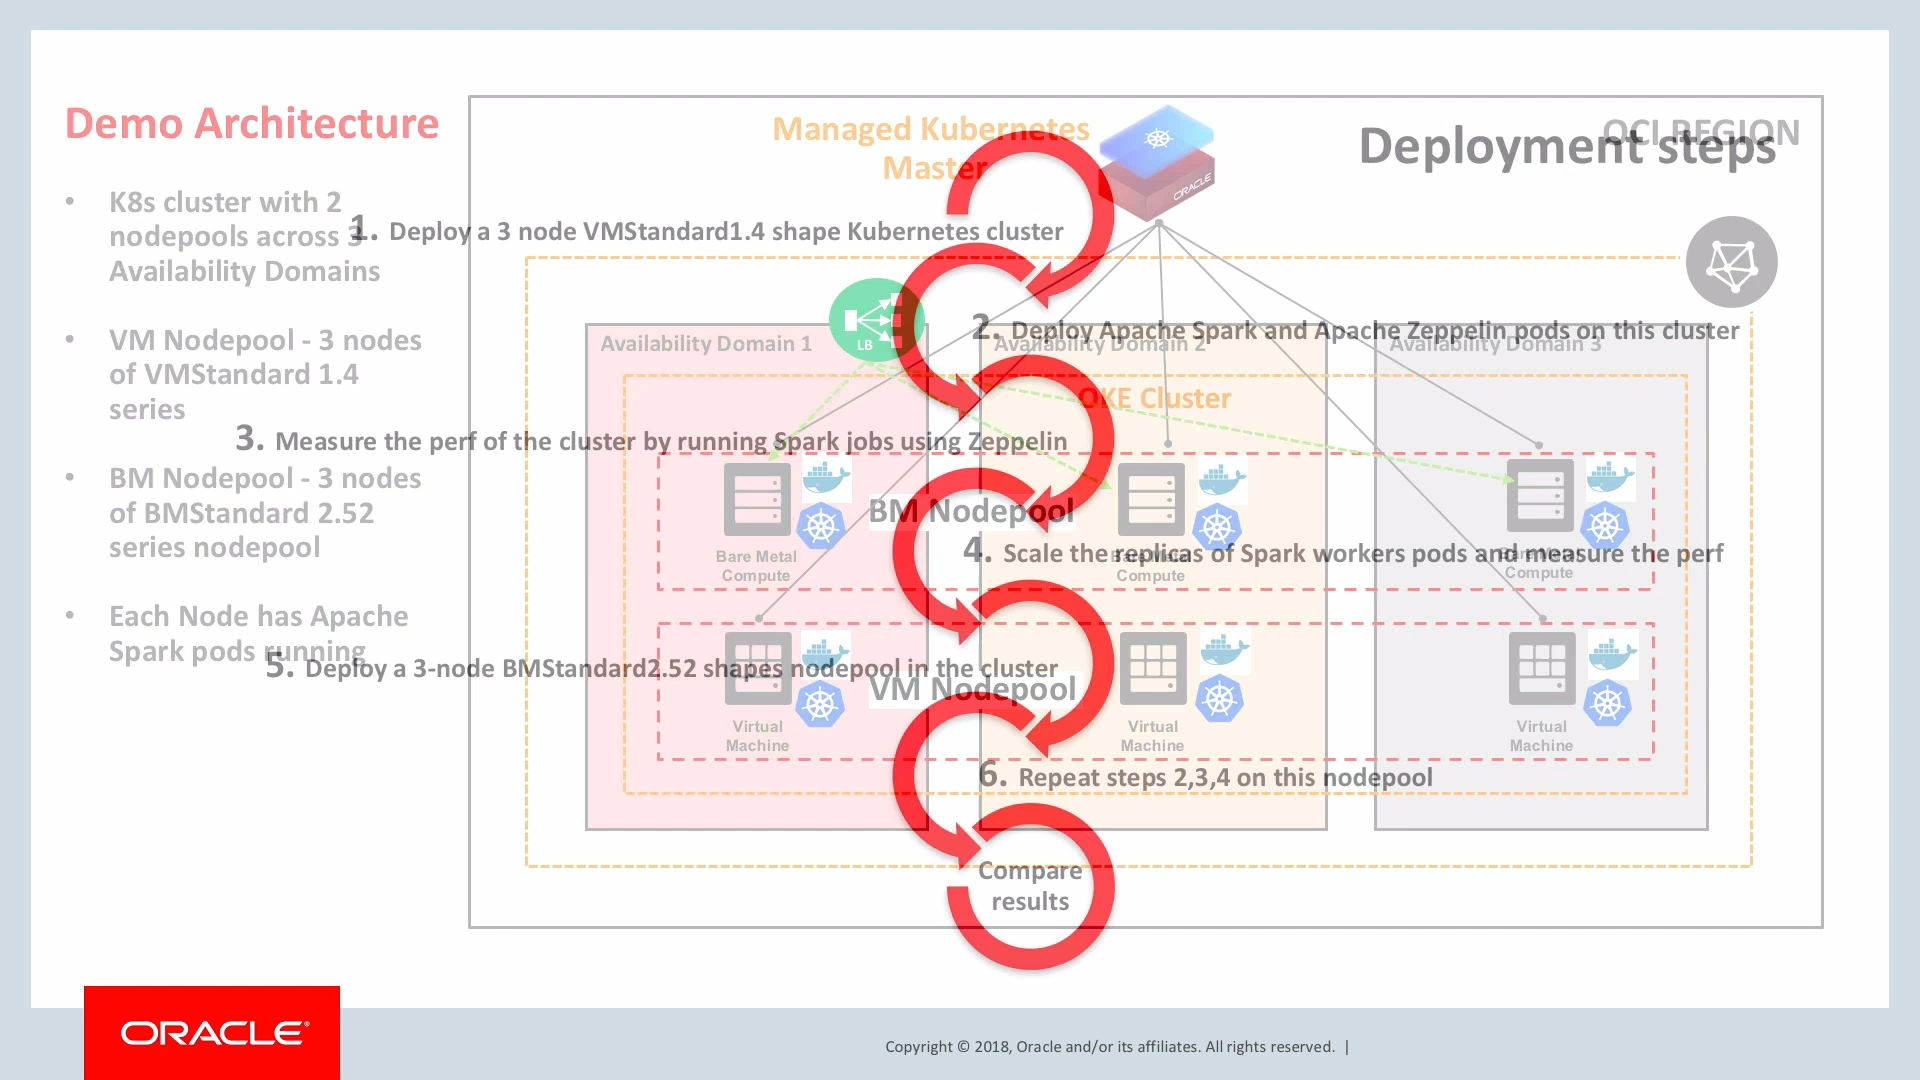 Demo Architecture
• K8s cluster with 2
nodepools across 3
Availability Domains
• VM Nodepool - 3 nodes
of VMStandard 1.4
series
• BM Nodepool - 3 nodes
of BMStandard 2.52
series nodepool
• Each Node has Apache
Spark pods running
Managed Kubernetes
Master
ORACLE
OCI REGION
Deployment steps
1. Deploy a 3 node VMStandard1.4 shape Kubernetes cluster
2. Deploy Apache Spark and Apache Zeppelin pods on this cluster
3. Measure the perf of the cluster by running Spark jobs using Zeppelin
4. Scale the replicas of Spark workers pods and measure the perf
5. Deploy a 3-node BMStandard2.52 shapes nodepool in the cluster
6. Repeat steps 2,3,4 on this nodepool
Compare
results
LB
Availability Domain 1
Availability Domain 2
Availability Domain 3
OKE Cluster
BM Nodepool
Bare Metal
Compute
Bare Metal
Compute
Bare Metal
Compute
VM Nodepool
Virtual
Machine
Virtual
Machine
Virtual
Machine
ORACLE®
Copyright © 2018, Oracle and/or its affiliates. All rights reserved. |